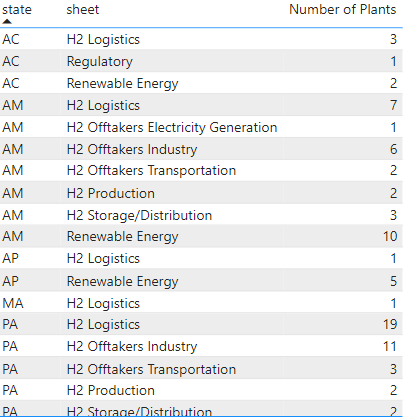 state sheet Number of Plants
AC H2 Logistics 3
AC Regulatory 1
AC Renewable Energy 2
AM H2 Logistics 7
AM H2 Offtakers Electricity Generation 1
AM H2 Offtakers Industry 6
AM H2 Offtakers Transportation 2
AM H2 Production 2
AM H2 Storage/Distribution 3
AM Renewable Energy 10
AP H2 Logistics 1
AP Renewable Energy 5
MA H2 Logistics 1
PA H2 Logistics 19
PA H2 Offtakers Industry 11
PA H2 Offtakers Transportation 3
PA H2 Production 2
PA H2 Storage/Distribution 2